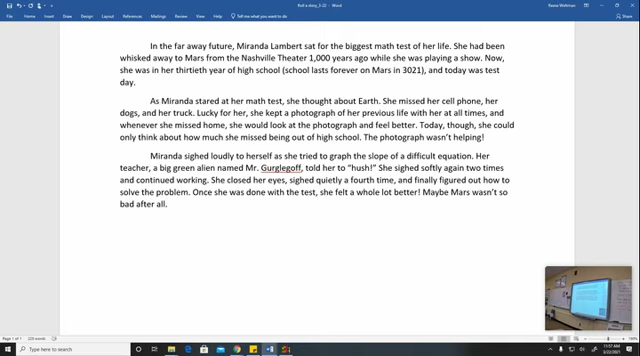 Roll a story_5-22 - Word
File Home Insert Draw Design Layout References Mailings Review View Help Tell me what you want to do
In the far away future, Miranda Lambert sat for the biggest math test of her life. She had been
whisked away to Mars from the Nashville Theater 1,000 years ago while she was playing a show. Now,
she was in her thirtieth year of high school (school lasts forever on Mars in 3021), and today was test
day.
As Miranda stared at her math test, she thought about Earth. She missed her cell phone, her
dogs, and her truck. Lucky for her, she kept a photograph of her previous life with her at all times, and
whenever she missed home, she would look at the photograph and feel better. Today, though, she could
only think about how much she missed being out of high school. The photograph wasn't helping!
Miranda sighed loudly to herself as she tried to graph the slope of a difficult equation. Her
teacher, a big green alien named Mr. Gurglegoff, told her to "hush!" She sighed softly again two times
and continued working. She closed her eyes, sighed quietly a fourth time, and finally figured out how to
solve the problem. Once she was done with the test, she felt a whole lot better! Maybe Mars wasn't so
bad after all.
Page 1 of 1
Type here to search
11:57 AM